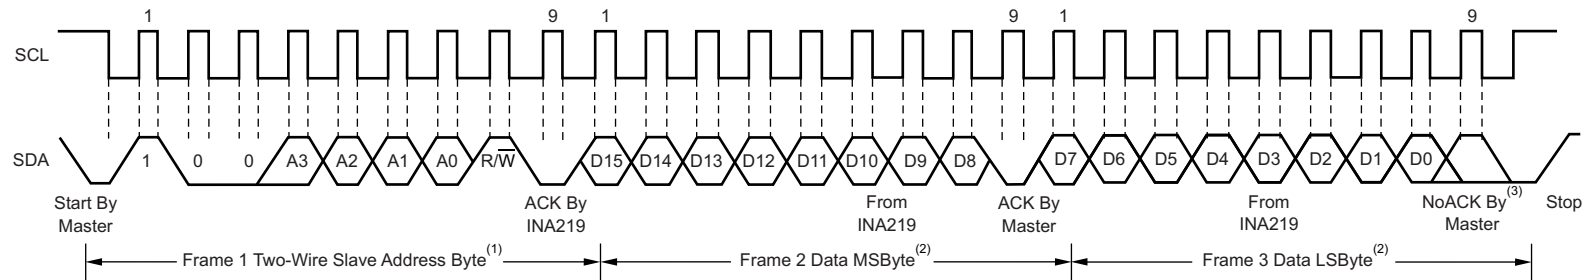 1 9 1 9 1 9
SCL
SDA 1 0 0 A3 A2 A1 A0 R/W̅ D15 D14 D13 D12 D11 D10 D9 D8 D7 D6 D5 D4 D3 D2 D1 D0
Start By
Master
ACK By
INA219
From
INA219
ACK By
Master
From
INA219
NoACK By(3)
Master
Stop
Frame 1 Two-Wire Slave Address Byte(1)
Frame 2 Data MSByte(2)
Frame 3 Data LSByte(2)